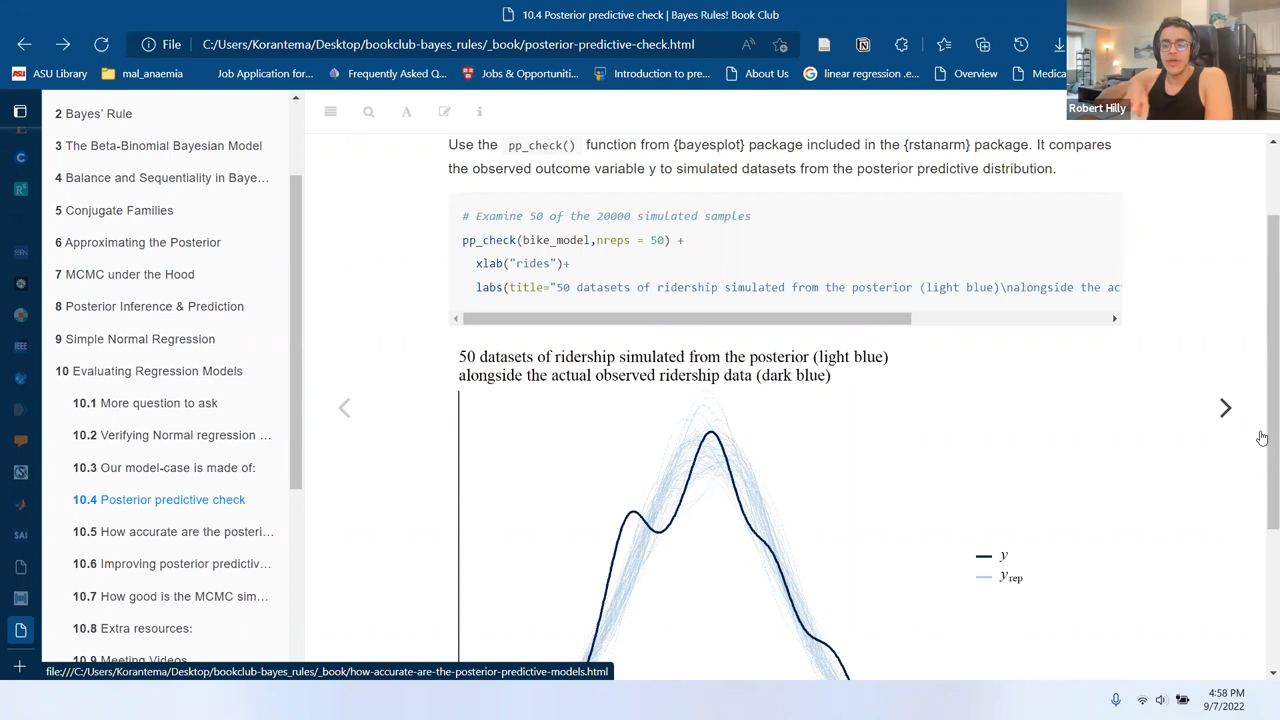 10.4 Posterior predictive check | Bayes Rules! Book Club
File
C:/Users/Korantema/Desktop/bookclub-bayes_rules/_book/posterior-predictive-check.html
ASU Library
mal_anaemia
Job Application for...
Frequently Asked Q...
Jobs & Opportuniti...
Introduction to pre...
About Us
linear regression .e...
Overview
Medica
Robert Hilly
2 Bayes' Rule
3 The Beta-Binomial Bayesian Model
4 Balance and Sequentiality in Baye...
5 Conjugate Families
6 Approximating the Posterior
7 MCMC under the Hood
8 Posterior Inference & Prediction
9 Simple Normal Regression
10 Evaluating Regression Models
10.1 More question to ask
10.2 Verifying Normal regression ...
10.3 Our model-case is made of:
10.4 Posterior predictive check
10.5 How accurate are the posteri...
10.6 Improving posterior predictiv...
10.7 How good is the MCMC sim...
10.8 Extra resources:
10.9 Meeting Videos
Use the pp_check() function from {bayesplot} package included in the {rstanarm} package. It compares
the observed outcome variable y to simulated datasets from the posterior predictive distribution.
# Examine 50 of the 20000 simulated samples
pp_check(bike_model,nreps = 50) +
xlab("rides")+
labs(title="50 datasets of ridership simulated from the posterior (light blue)\nalongside the ac
50 datasets of ridership simulated from the posterior (light blue)
alongside the actual observed ridership data (dark blue)
y
yrep
file:///C:/Users/Korantema/Desktop/bookclub-bayes_rules/_book/how-accurate-are-the-posterior-predictive-models.html
4:58 PM
9/7/2022